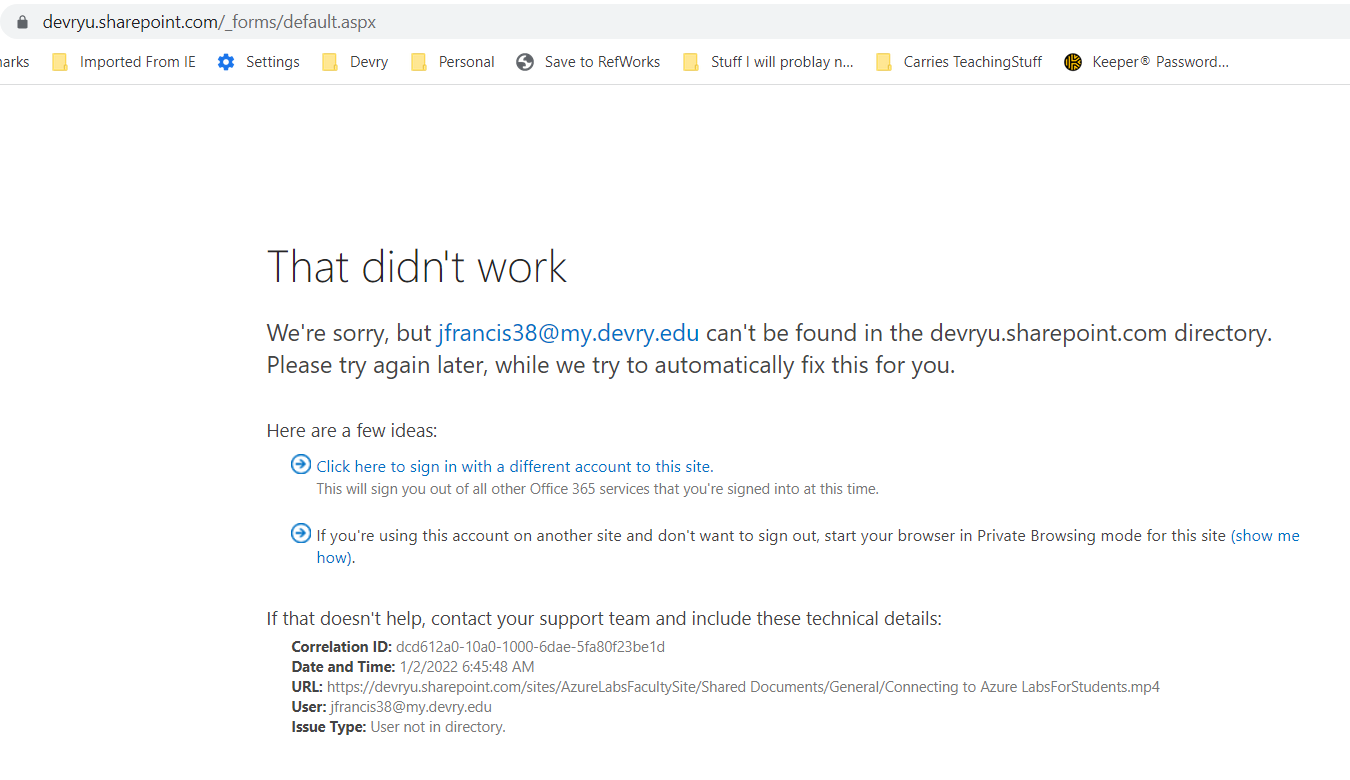 devryu.sharepoint.com/_forms/default.aspx
arks Imported From IE Settings Devry Personal Save to RefWorks Stuff I will problay n... Carries TeachingStuff Keeper® Password...
That didn't work
We're sorry, but jfrancis38@my.devry.edu can't be found in the devryu.sharepoint.com directory.
Please try again later, while we try to automatically fix this for you.
Here are a few ideas:
Click here to sign in with a different account to this site.
This will sign you out of all other Office 365 services that you're signed into at this time.
If you're using this account on another site and don't want to sign out, start your browser in Private Browsing mode for this site (show me
how).
If that doesn't help, contact your support team and include these technical details:
Correlation ID: dcd612a0-10a0-1000-6dae-5fa80f23be1d
Date and Time: 1/2/2022 6:45:48 AM
URL: https://devryu.sharepoint.com/sites/AzureLabsFacultySite/Shared Documents/General/Connecting to Azure LabsForStudents.mp4
User: jfrancis38@my.devry.edu
Issue Type: User not in directory.